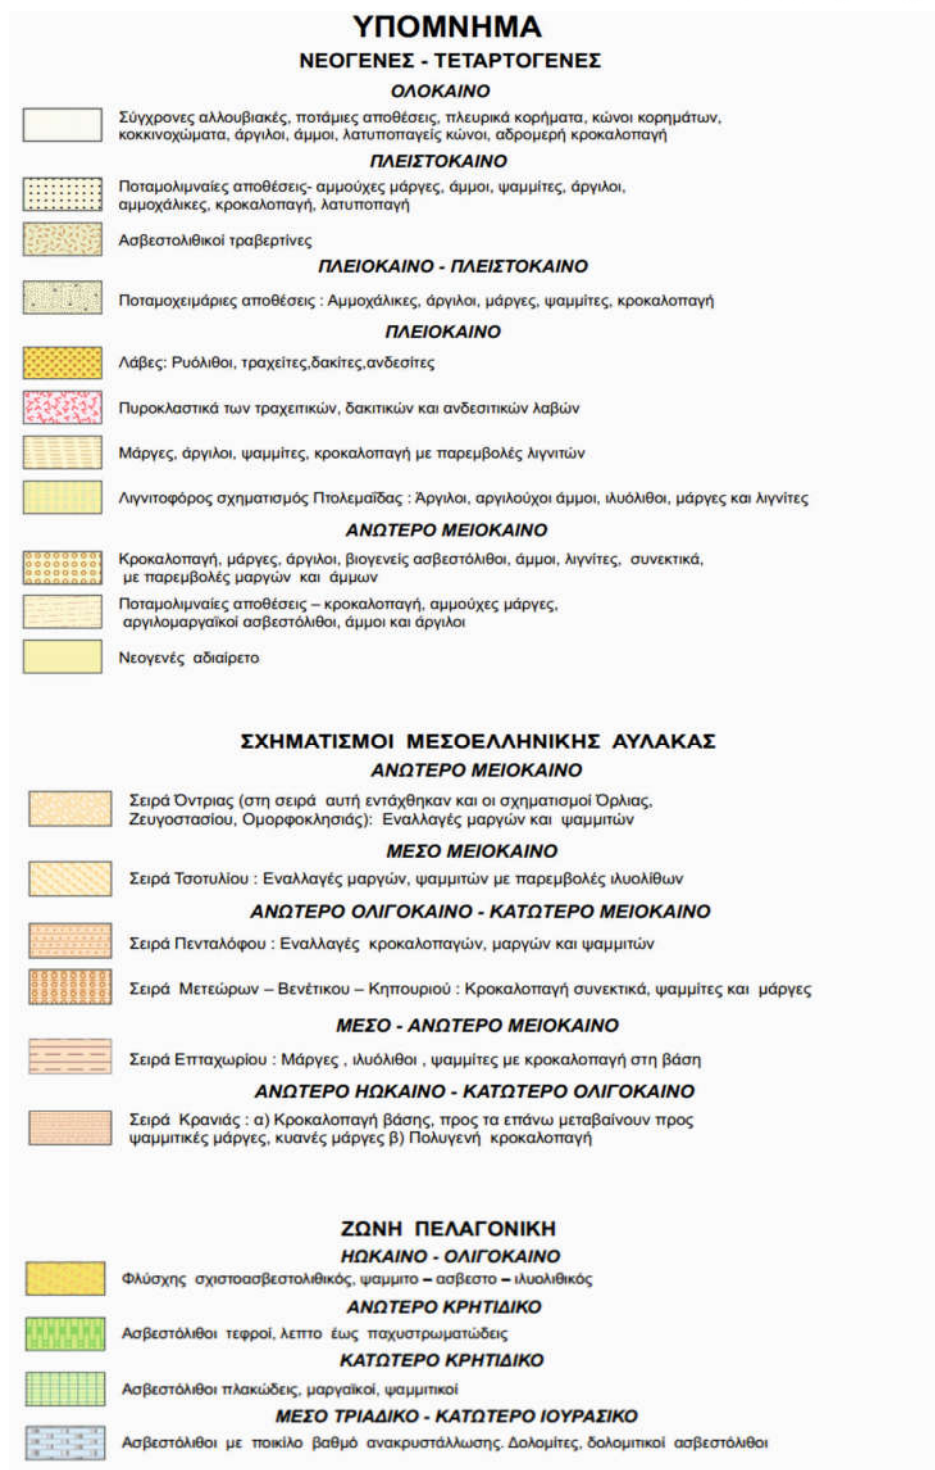 ΥΠΟΜΝΗΜΑ
ΝΕΟΓΕΝΕΣ - ΤΕΤΑΡΤΟΓΕΝΕΣ
ΟΛΟΚΑΙΝΟ
Σύγχρονες αλλουβιακές, ποτάμιες αποθέσεις, πλευρικά κορήματα, κώνοι κορημάτων,
κοκκινοχώματα, άργιλοι, άμμοι, λατυποπαγείς κώνοι, αδρομερή κροκαλοπαγή
ΠΛΕΙΣΤΟΚΑΙΝΟ
Ποταμολιμναίες αποθέσεις- αμμούχες μάργες, άμμοι, ψαμμίτες, άργιλοι,
αμμοχάλικες, κροκαλοπαγή, λατυποπαγή
Ασβεστολιθικοί τραβερτίνες
ΠΛΕΙΟΚΑΙΝΟ - ΠΛΕΙΣΤΟΚΑΙΝΟ
Ποταμοχειμάριες αποθέσεις : Αμμοχάλικες, άργιλοι, μάργες, ψαμμίτες, κροκαλοπαγή
ΠΛΕΙΟΚΑΙΝΟ
Λάβες: Ρυόλιθοι, τραχείτες,δακίτες,ανδεσίτες
Πυροκλαστικά των τραχειτικών, δακιτικών και ανδεσιτικών λαβών
Μάργες, άργιλοι, ψαμμίτες, κροκαλοπαγή με παρεμβολές λιγνιτών
Λιγνιτοφόρος σχηματισμός Πτολεμαΐδας : Άργιλοι, αργιλούχοι άμμοι, ιλυόλιθοι, μάργες και λιγνίτες
ΑΝΩΤΕΡΟ ΜΕΙΟΚΑΙΝΟ
Κροκαλοπαγή, μάργες, άργιλοι, βιογενείς ασβεστόλιθοι, άμμοι, λιγνίτες, συνεκτικά,
με παρεμβολές μαργών και άμμων
Ποταμολιμναίες αποθέσεις – κροκαλοπαγή, αμμούχες μάργες,
αργιλομαργαϊκοί ασβεστόλιθοι, άμμοι και άργιλοι
Νεογενές αδιαίρετο
ΣΧΗΜΑΤΙΣΜΟΙ ΜΕΣΟΕΛΛΗΝΙΚΗΣ ΑΥΛΑΚΑΣ
ΑΝΩΤΕΡΟ ΜΕΙΟΚΑΙΝΟ
Σειρά Όντριας (στη σειρά αυτή εντάχθηκαν και οι σχηματισμοί Όρλιας,
Ζευγοστασίου, Ομορφοκλησιάς): Εναλλαγές μαργών και ψαμμιτών
ΜΕΣΟ ΜΕΙΟΚΑΙΝΟ
Σειρά Τσοτυλίου : Εναλλαγές μαργών, ψαμμιτών με παρεμβολές ιλυολίθων
ΑΝΩΤΕΡΟ ΟΛΙΓΟΚΑΙΝΟ - ΚΑΤΩΤΕΡΟ ΜΕΙΟΚΑΙΝΟ
Σειρά Πενταλόφου : Εναλλαγές κροκαλοπαγών, μαργών και ψαμμιτών
Σειρά Μετεώρων – Βενέτικου – Κηπουριού : Κροκαλοπαγή συνεκτικά, ψαμμίτες και μάργες
ΜΕΣΟ - ΑΝΩΤΕΡΟ ΜΕΙΟΚΑΙΝΟ
Σειρά Επταχωρίου : Μάργες , ιλυόλιθοι , ψαμμίτες με κροκαλοπαγή στη βάση
ΑΝΩΤΕΡΟ ΗΩΚΑΙΝΟ - ΚΑΤΩΤΕΡΟ ΟΛΙΓΟΚΑΙΝΟ
Σειρά Κρανιάς : α) Κροκαλοπαγή βάσης, προς τα επάνω μεταβαίνουν προς
ψαμμιτικές μάργες, κυανές μάργες β) Πολυγενή κροκαλοπαγή
ΖΩΝΗ ΠΕΛΑΓΟΝΙΚΗ
ΗΩΚΑΙΝΟ - ΟΛΙΓΟΚΑΙΝΟ
Φλύσχης σχιστοασβεστολιθικός, ψαμμιτο – ασβεστο – ιλυολιθικός
ΑΝΩΤΕΡΟ ΚΡΗΤΙΔΙΚΟ
Ασβεστόλιθοι τεφροί, λεπτο έως παχυστρωματώδεις
ΚΑΤΩΤΕΡΟ ΚΡΗΤΙΔΙΚΟ
Ασβεστόλιθοι πλακώδεις, μαργαϊκοί, ψαμμιτικοί
ΜΕΣΟ ΤΡΙΑΔΙΚΟ - ΚΑΤΩΤΕΡΟ ΙΟΥΡΑΣΙΚΟ
Ασβεστόλιθοι με ποικίλο βαθμό ανακρυστάλλωσης. Δολομίτες, δολομιτικοί ασβεστόλιθοι